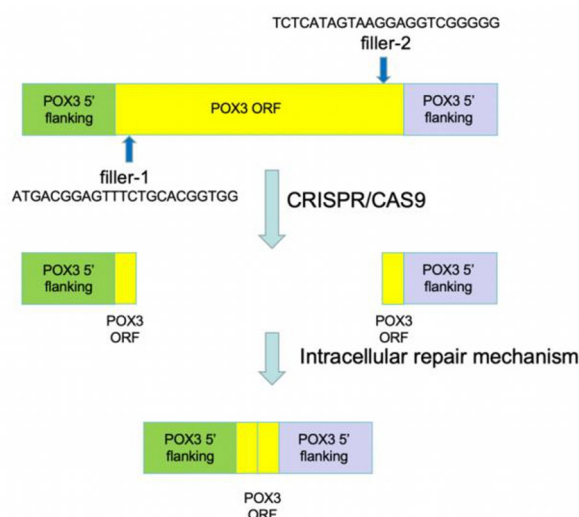 TCTCATAGTAAGGAGGTCGGGGG
filler-2
POX3 5’
flanking
POX3 ORF
POX3 5’
flanking
filler-1
ATGACGGAGTTTCTGCACGGTGG
CRISPR/CAS9
POX3 5’
flanking
POX3 5’
flanking
POX3
ORF
POX3
ORF
Intracellular repair mechanism
POX3 5’
flanking
POX3 5’
flanking
POX3
ORF